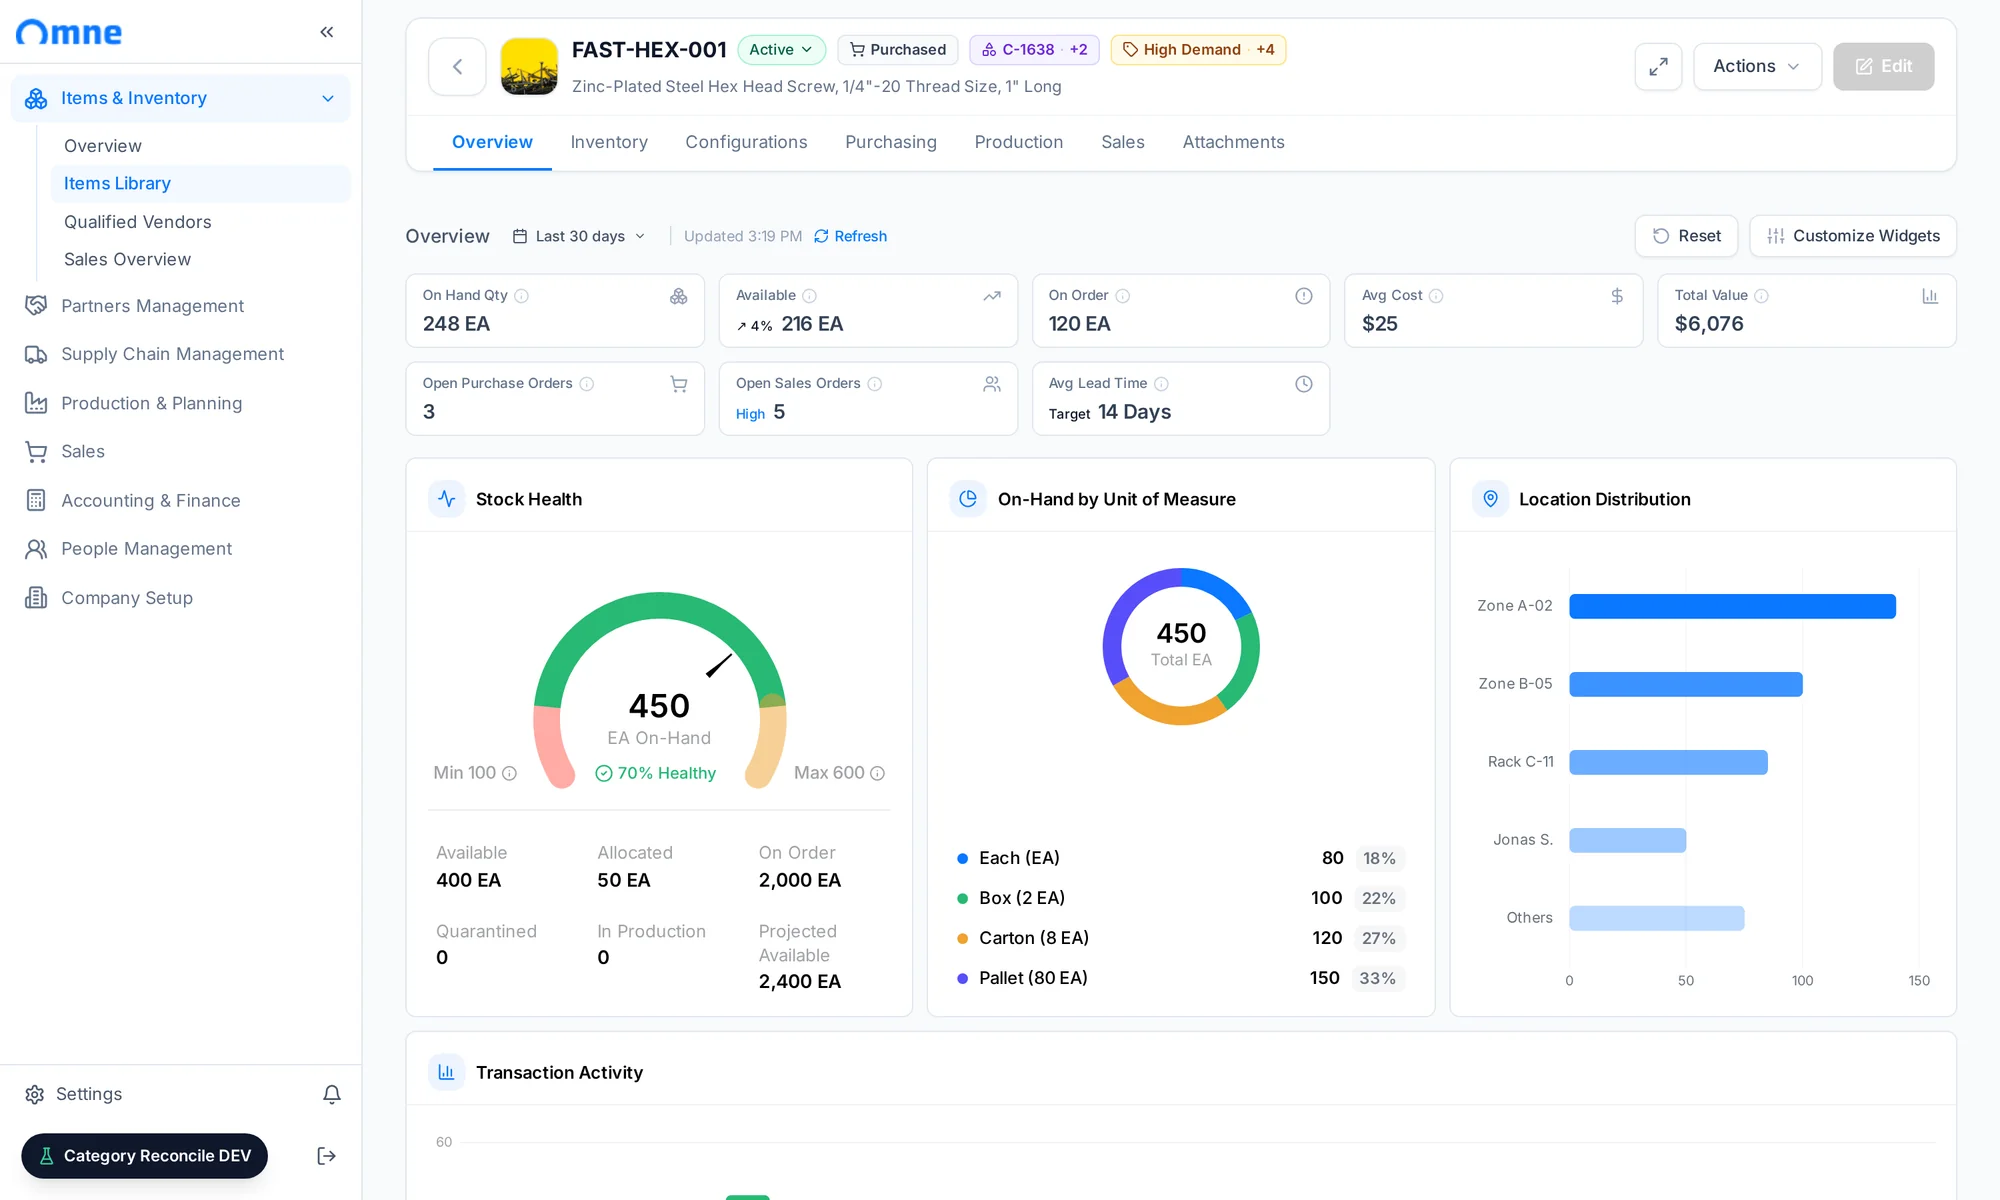 Omne
Items & Inventory
Overview
Items Library
Qualified Vendors
Sales Overview
Partners Management
Supply Chain Management
Production & Planning
Sales
Accounting & Finance
People Management
Company Setup
Settings
Category Reconcile DEV
FAST-HEX-001 Active Purchased C-1638 · +2 High Demand · +4
Zinc-Plated Steel Hex Head Screw, 1/4"-20 Thread Size, 1" Long
Actions Edit
Overview Inventory Configurations Purchasing Production Sales Attachments
Overview Last 30 days Updated 3:19 PM Refresh Reset Customize Widgets
On Hand Qty
248 EA
Available
↗ 4% 216 EA
On Order
120 EA
Avg Cost
$25
Total Value
$6,076
Open Purchase Orders
3
Open Sales Orders
High 5
Avg Lead Time
Target 14 Days
Stock Health
450
EA On-Hand
Min 100 70% Healthy Max 600
Available Allocated On Order
400 EA 50 EA 2,000 EA
Quarantined In Production Projected Available
0 0 2,400 EA
On-Hand by Unit of Measure
450
Total EA
Each (EA) 80 18%
Box (2 EA) 100 22%
Carton (8 EA) 120 27%
Pallet (80 EA) 150 33%
Location Distribution
Zone A-02
Zone B-05
Rack C-11
Jonas S.
Others
0 50 100 150
Transaction Activity
60